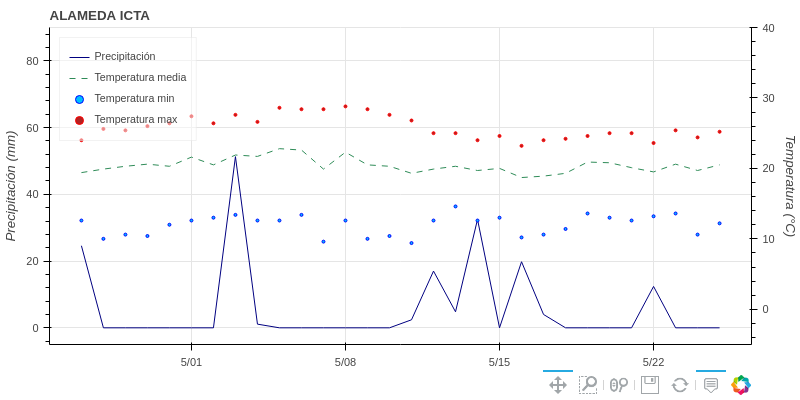 ALAMEDA ICTA
Precipitación
Temperatura media
Temperatura min
Temperatura max
Precipitación (mm)
80
60
40
20
0
Temperatura (°C)
40
30
20
10
0
5/01
5/08
5/15
5/22